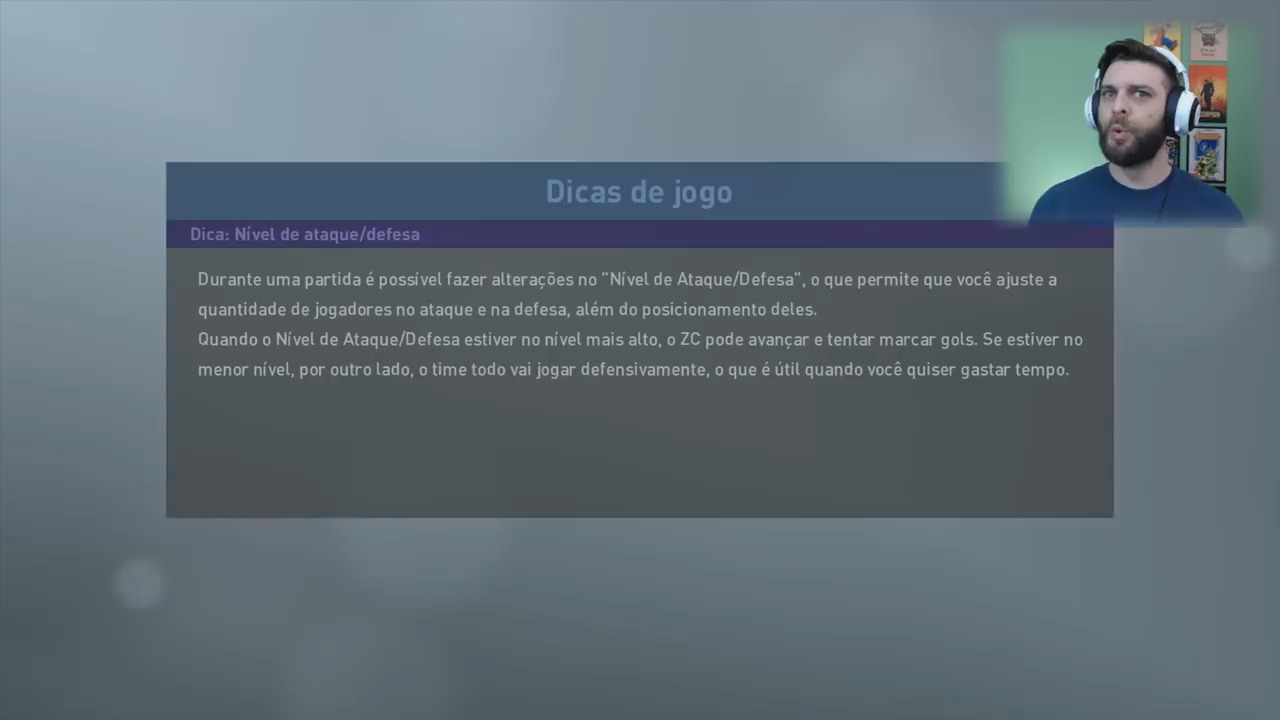 Dicas de jogo
Dica: Nível de ataque/defesa
Durante uma partida é possível fazer alterações no "Nível de Ataque/Defesa", o que permite que você ajuste a
quantidade de jogadores no ataque e na defesa, além do posicionamento deles.
Quando o Nível de Ataque/Defesa estiver no nível mais alto, o ZC pode avançar e tentar marcar gols. Se estiver no
menor nível, por outro lado, o time todo vai jogar defensivamente, o que é útil quando você quiser gastar tempo.